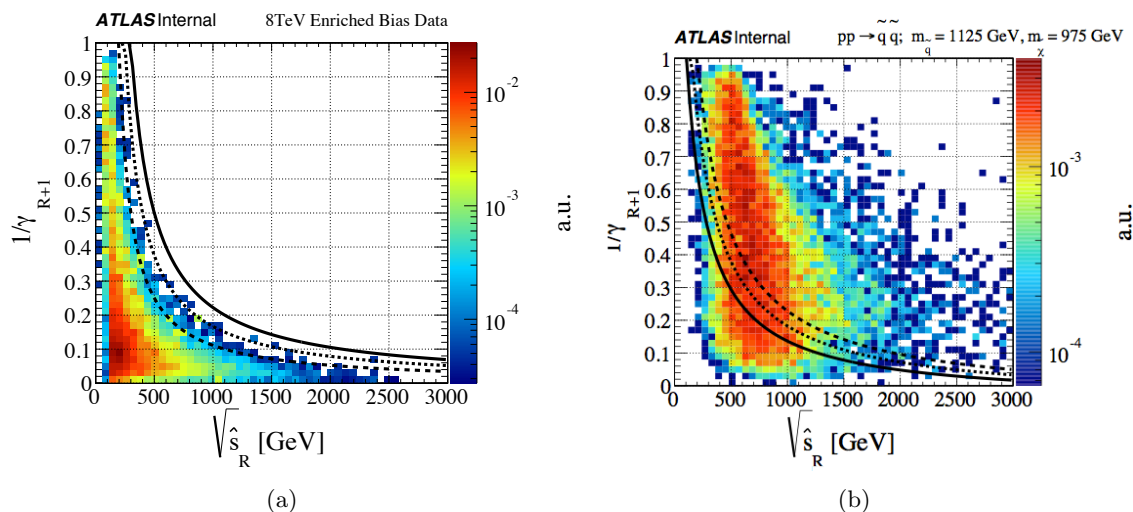 ATLAS Internal 8TeV Enriched Bias Data
1/γ R+1
1
0.9
0.8
0.7
0.6
0.5
0.4
0.3
0.2
0.1
0
0 500 1000 1500 2000 2500 3000
√ŝ_R [GeV]
10⁻²
10⁻³
10⁻⁴
a.u.
(a)
ATLAS Internal pp → q̃ q̃; m_q̃ = 1125 GeV, m_χ̃ = 975 GeV
1/γ R+1
1
0.9
0.8
0.7
0.6
0.5
0.4
0.3
0.2
0.1
0
0 500 1000 1500 2000 2500 3000
√ŝ_R [GeV]
10⁻³
10⁻⁴
a.u.
(b)